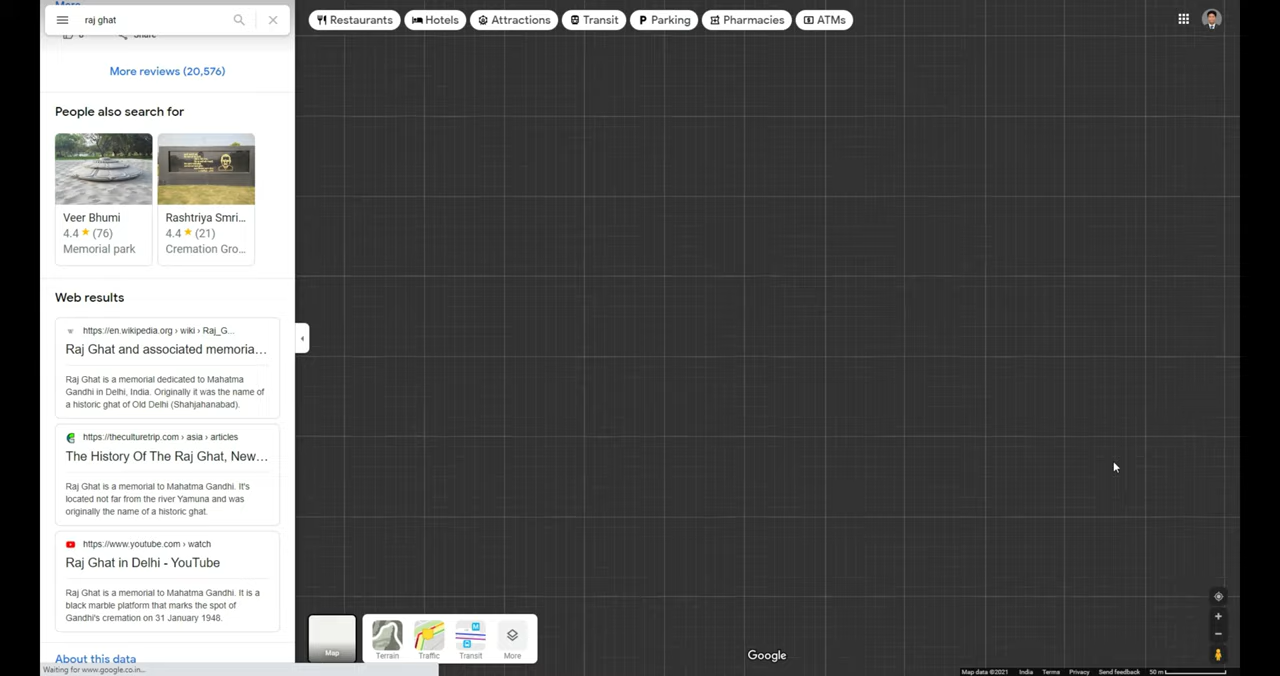 raj ghat
Restaurants
Hotels
Attractions
Transit
Parking
Pharmacies
ATMs
Share
More reviews (20,576)
People also search for
Veer Bhumi
4.4 ★ (76)
Memorial park
Rashtriya Smri...
4.4 ★ (21)
Cremation Gro...
Web results
https://en.wikipedia.org › wiki › Raj_G...
Raj Ghat and associated memoria...
Raj Ghat is a memorial dedicated to Mahatma
Gandhi in Delhi, India. Originally it was the name of
a historic ghat of Old Delhi (Shahjahanabad).
https://theculturetrip.com › asia › articles
The History Of The Raj Ghat, New...
Raj Ghat is a memorial to Mahatma Gandhi. It's
located not far from the river Yamuna and was
originally the name of a historic ghat.
https://www.youtube.com › watch
Raj Ghat in Delhi - YouTube
Raj Ghat is a memorial to Mahatma Gandhi. It is a
black marble platform that marks the spot of
Gandhi's cremation on 31 January 1948.
About this data
Waiting for www.google.co.in...
Map
Terrain
Traffic
Transit
More
Google
Map data ©2021 India Terms Privacy Send feedback 50 m